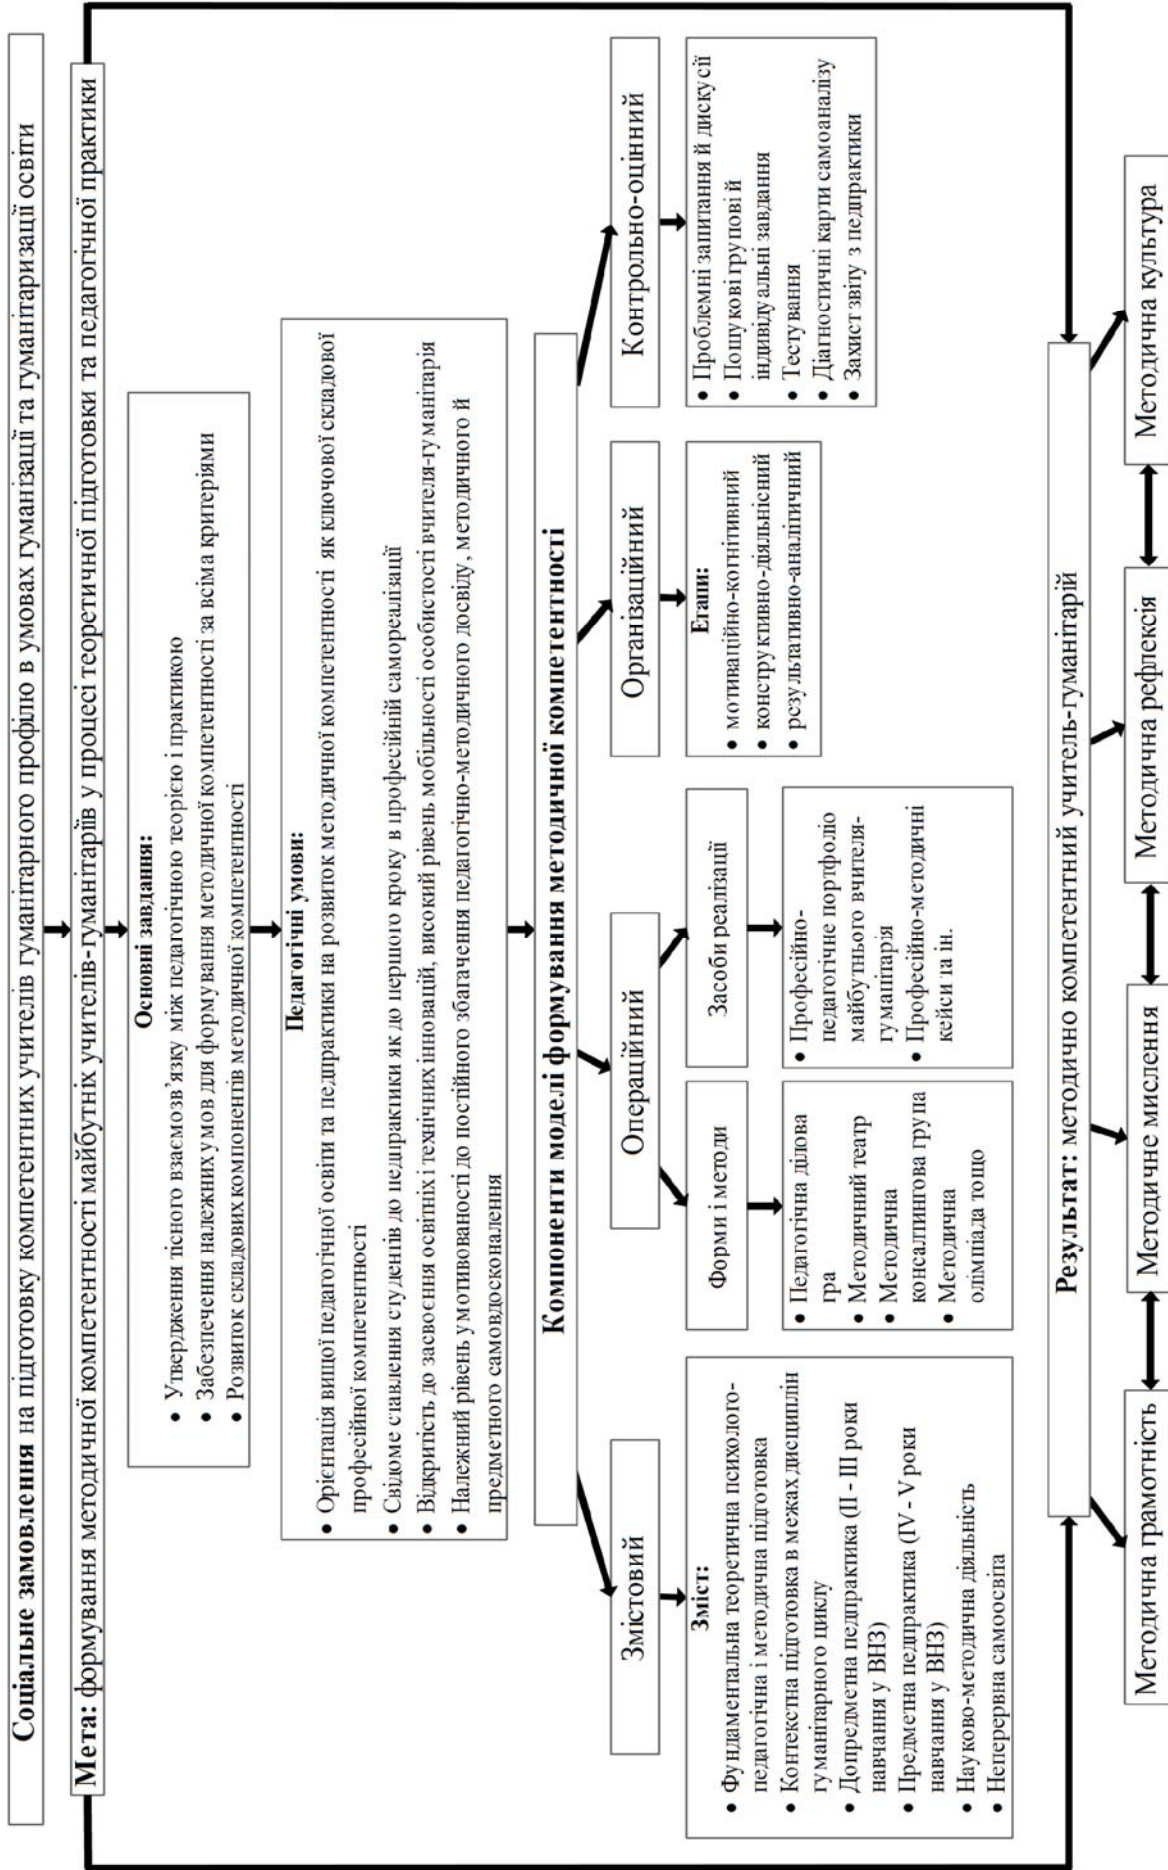 Соціальне замовлення на підготовку компетентних учителів гуманітарного профілю в умовах гуманізації та гуманітаризації освіти
Мета: формування методичної компетентності майбутніх учителів-гуманітаріїв у процесі теоретичної підготовки та педагогічної практики
Основні завдання:
• Утвердження тісного взаємозв’язку між педагогічною теорією і практикою
• Забезпечення належних умов для формування методичної компетентності за всіма критеріями
• Розвиток складових компонентів методичної компетентності
Педагогічні умови:
• Орієнтація вищої педагогічної освіти та педпрактики на розвиток методичної компетентності як ключової складової
професійної компетентності
• Свідоме ставлення студентів до педпрактики як до першого кроку в професійній самореалізації
• Відкритість до засвоєння освітніх і технічних інновацій, високий рівень мобільності особистості вчителя-гуманітарія
• Належний рівень умотивованості до постійного збагачення педагогічно-методичного досвіду, методичного й
предметного самовдосконалення
Компоненти моделі формування методичної компетентності
Змістовий
Операційний
Організаційний
Контрольно-оцінний
Зміст:
• Фундаментальна теоретична психолого-
педагогічна і методична підготовка
• Контекстна підготовка в межах дисциплін
гуманітарного циклу
• Допредметна педпрактика (ІІ - ІІІ роки
навчання у ВНЗ)
• Предметна педпрактика (IV - V роки
навчання у ВНЗ)
• Науково-методична діяльність
• Неперервна самоосвіта
Форми і методи
• Педагогічна ділова
гра
• Методичний театр
• Методична
консалтингова група
• Методична
олімпіада тощо
Засоби реалізації
• Професійно-
педагогічне портфоліо
майбутнього вчителя-
гуманітарія
• Професійно-методичні
кейси та ін.
Етапи:
• мотиваційно-когнітивний
• конструктивно-діяльнісний
• результативно-аналітичний
• Проблемні запитання й дискусії
• Пошукові групові й
індивідуальні завдання
• Тестування
• Діагностичні карти самоаналізу
• Захист звіту з педпрактики
Результат: методично компетентний учитель-гуманітарій
Методична грамотність
Методичне мислення
Методична рефлексія
Методична культура